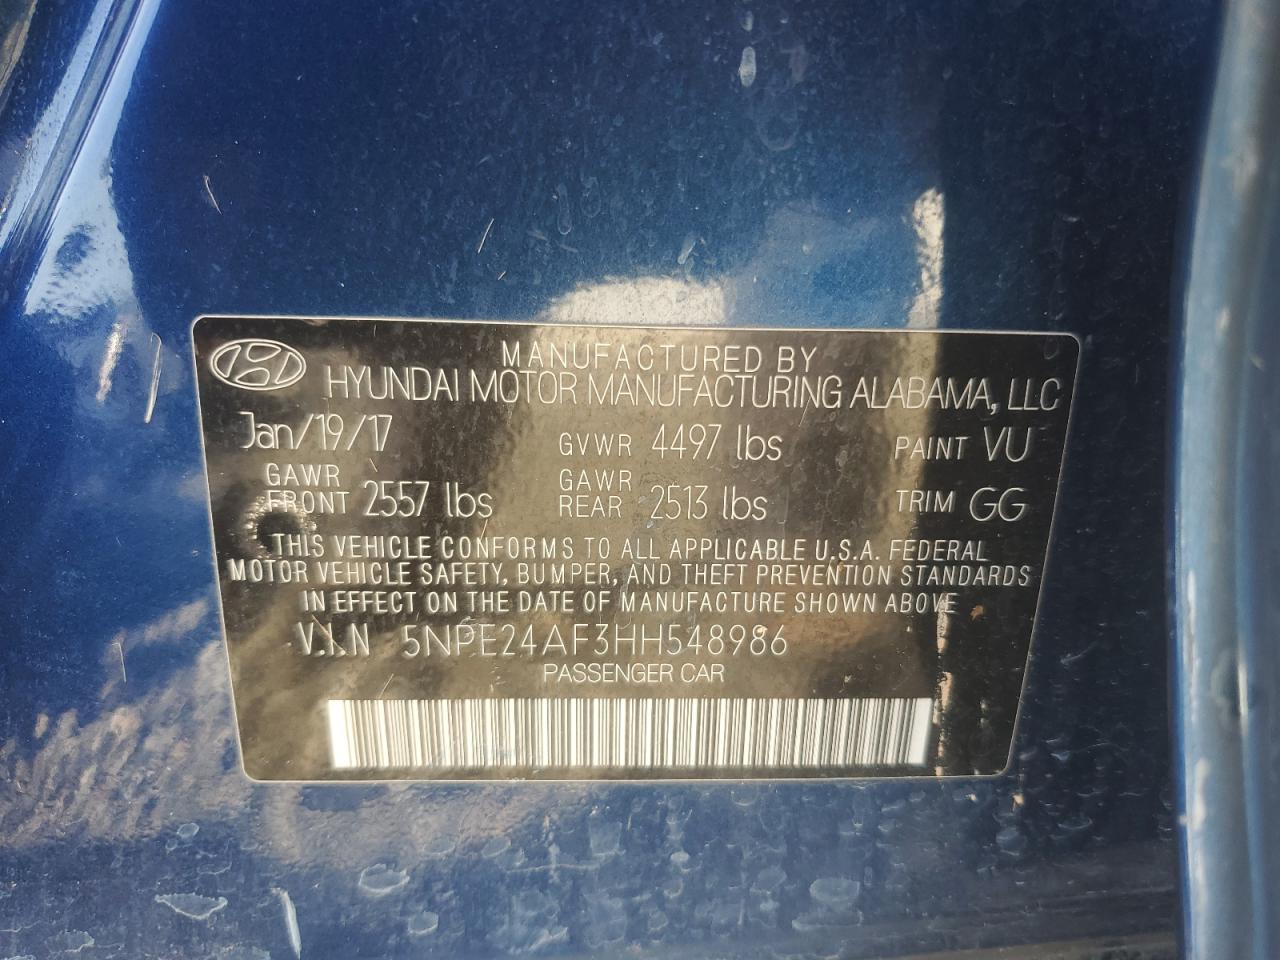 MANUFACTURED BY
HYUNDAI MOTOR MANUFACTURING ALABAMA, LLC
Jan/19/17 GVWR 4497 lbs PAINT VU
GAWR FRONT 2557 lbs GAWR REAR 2513 lbs TRIM GG
THIS VEHICLE CONFORMS TO ALL APPLICABLE U.S.A. FEDERAL
MOTOR VEHICLE SAFETY, BUMPER, AND THEFT PREVENTION STANDARDS
IN EFFECT ON THE DATE OF MANUFACTURE SHOWN ABOVE
V.I.N 5NPE24AF3HH548986
PASSENGER CAR